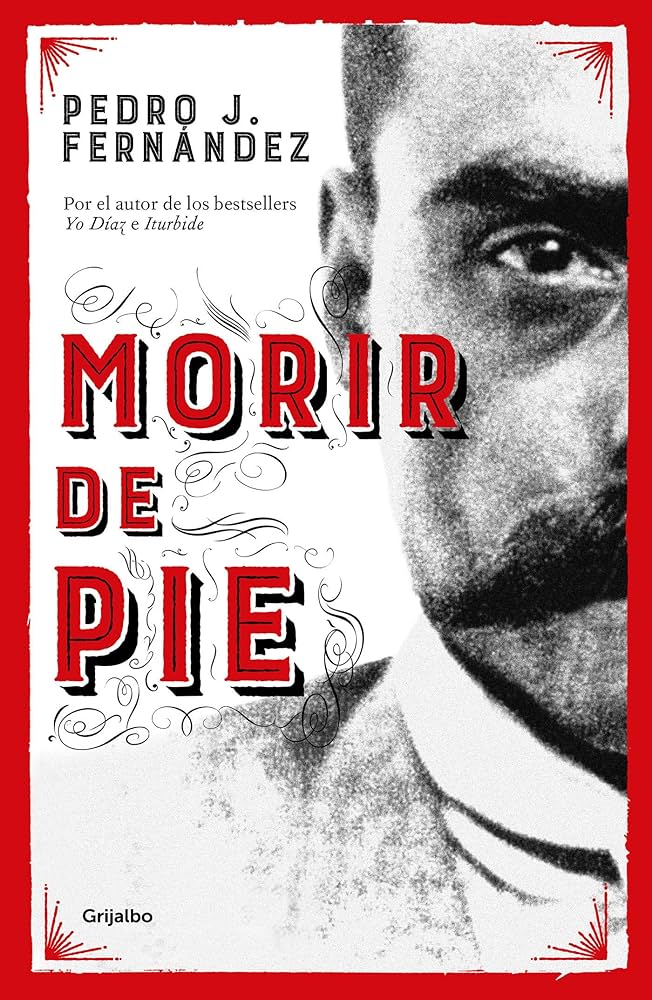 PEDRO J.
FERNÁNDEZ
Por el autor de los bestsellers
Yo Díaz e Iturbide
MORIR
DE
PIE
Grijalbo